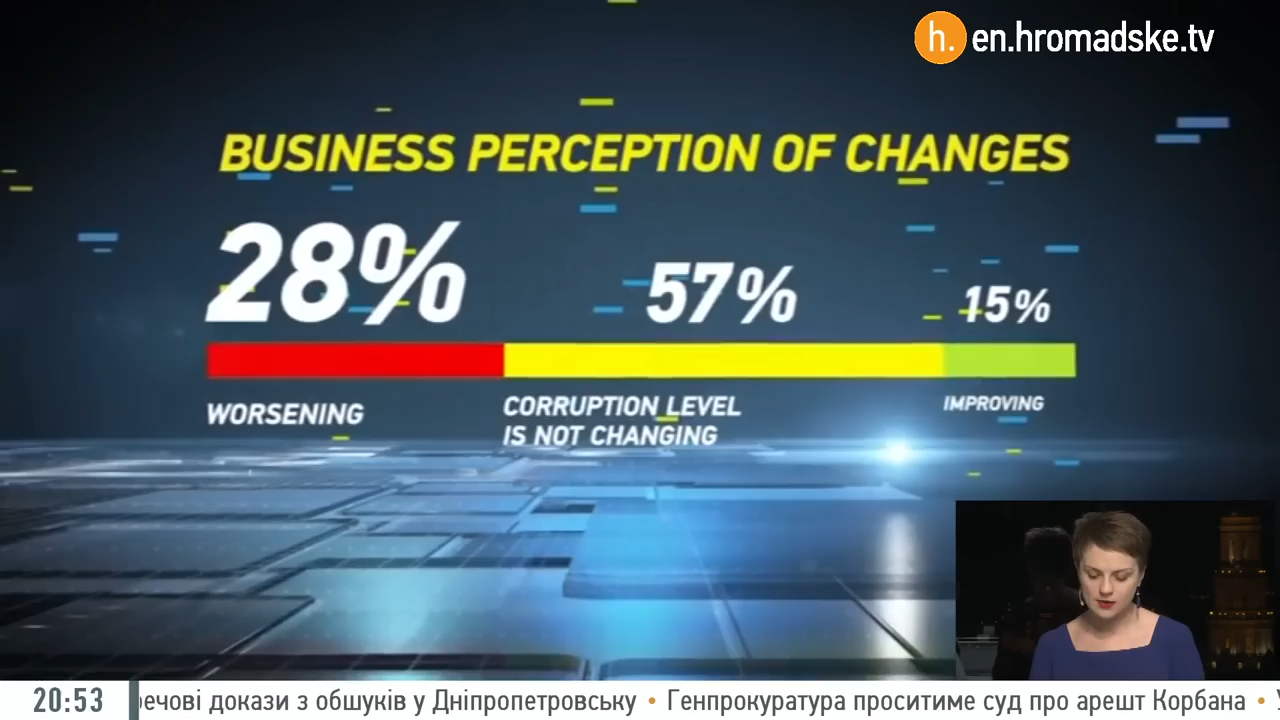 h. en.hromadske.tv
BUSINESS PERCEPTION OF CHANGES
28% 57% 15%
WORSENING
CORRUPTION LEVEL
IS NOT CHANGING
IMPROVING
20:53 докази з обшуків у Дніпропетровську • Генпрокуратура проситиме суд про арешт Корбана •